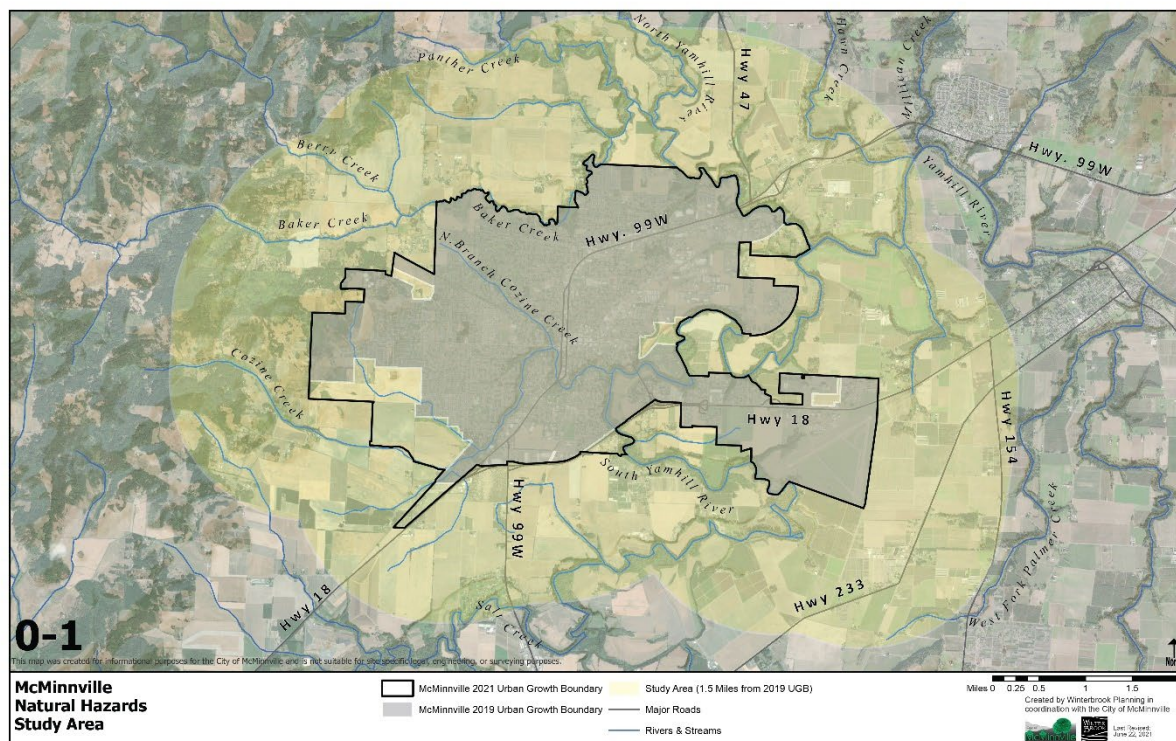 Panther Creek
North Yamhill River
Hwy 47
Hawn Creek
Millican Creek
Hwy. 99W
Yamhill River
Berry Creek
Baker Creek
Baker Creek
Hwy. 99W
N. Branch Cozine Creek
Cozine Creek
Hwy 18
Hwy 154
South Yamhill River
Hwy 99W
Hwy 233
West Fork Palmer Creek
Hwy 18
Salt Creek
0-1
This map was created for informational purposes for the City of McMinnville and is not suitable for site specific legal, engineering, or surveying purposes.
McMinnville
Natural Hazards
Study Area
McMinnville 2021 Urban Growth Boundary
McMinnville 2019 Urban Growth Boundary
Study Area (1.5 Miles from 2019 UGB)
Major Roads
Rivers & Streams
Miles 0 0.25 0.5 1 1.5
Created by Winterbrook Planning in
coordination with the City of McMinnville
McMinnville
WINTER
BROOK
Last Revised:
June 22, 2021